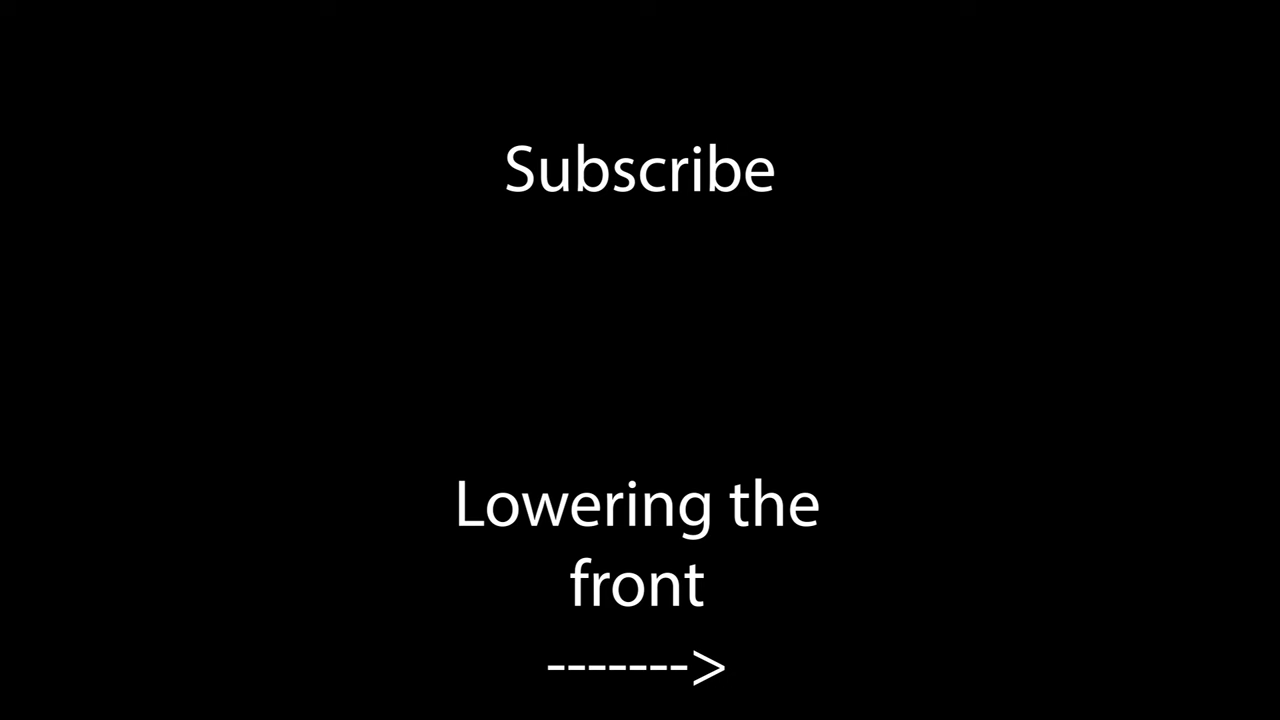 Subscribe
Lowering the
front
------->